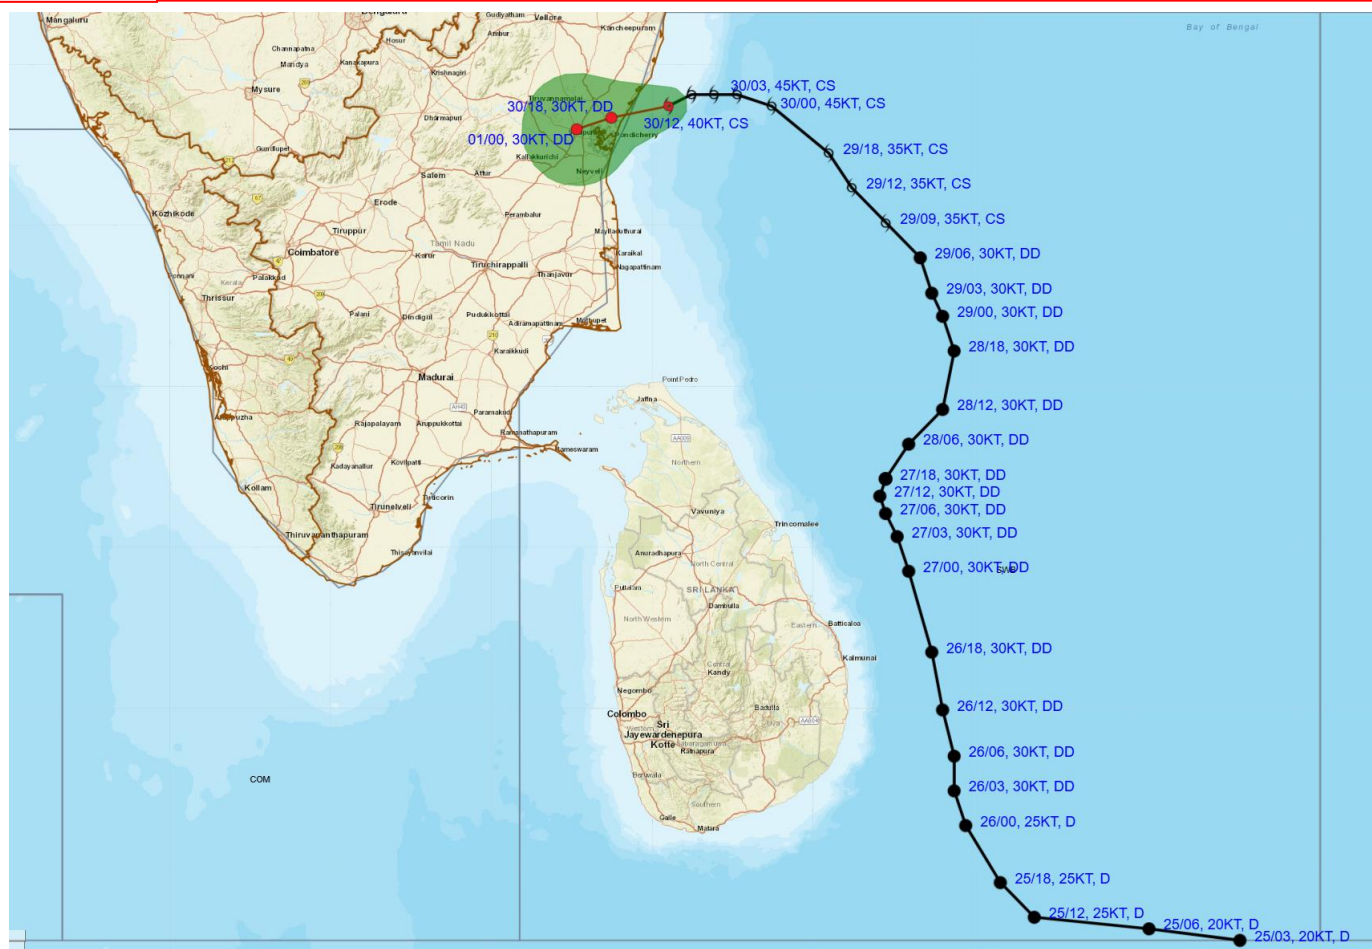 Mangaluru
Bengaluru
Gudiyatham
Vellore
Bay of Bengal
Channapatna
Hosur
Ambur
Kancheepuram
Mandya
Kanakapura
Krishnagiri
Mysuru
Tiruvannamalai
30/03, 45KT, CS
30/18, 30KT, DD
30/00, 45KT, CS
Dharmapuri
30/12, 40KT, CS
01/00, 30KT, DD
Pondicherry
Gundlupet
Kallakkurichi
29/18, 35KT, CS
Salem
Attur
Neyveli
29/12, 35KT, CS
Erode
Kozhikode
Perambalur
29/09, 35KT, CS
Tiruppur
Mayiladuthurai
Coimbatore
Tamil Nadu
Karur
Karaikal
29/06, 30KT, DD
Ponnani
Palakkad
Tiruchirappalli
Nagapattinam
Kerala
Thanjavur
Thrissur
29/03, 30KT, DD
Palani
Dindigul
Pudukkottai
Adiramapattinam
Muthupet
29/00, 30KT, DD
Karaikkudi
28/18, 30KT, DD
Kochi
Madurai
Point Pedro
Jaffna
Alappuzha
Rajapalayam
Aruppukkottai
Paramakudi
28/12, 30KT, DD
Ramanathapuram
AA009
Rameswaram
28/06, 30KT, DD
Kadayanallur
Kovilpatti
Northern
27/18, 30KT, DD
Kollam
Tuticorin
27/12, 30KT, DD
Tirunelveli
Vavuniya
27/06, 30KT, DD
Trincomalee
Thiruvananthapuram
27/03, 30KT, DD
Thisayanvilai
Anuradhapura
North Central
27/00, 30KT, DD
SWB
Puttalam
SRI LANKA
Dambulla
North Western
Eastern
Batticaloa
26/18, 30KT, DD
Kalmunai
Central
Kandy
Negombo
26/12, 30KT, DD
Colombo
Badulla
Sri
Jayewardenepura
Kotte
Uva
AA004
Western
Sabaragamuwa
Ratnapura
26/06, 30KT, DD
COM
Berwala
26/03, 30KT, DD
Southern
Galle
Matara
26/00, 25KT, D
25/18, 25KT, D
25/12, 25KT, D
25/06, 20KT, D
25/03, 20KT, D